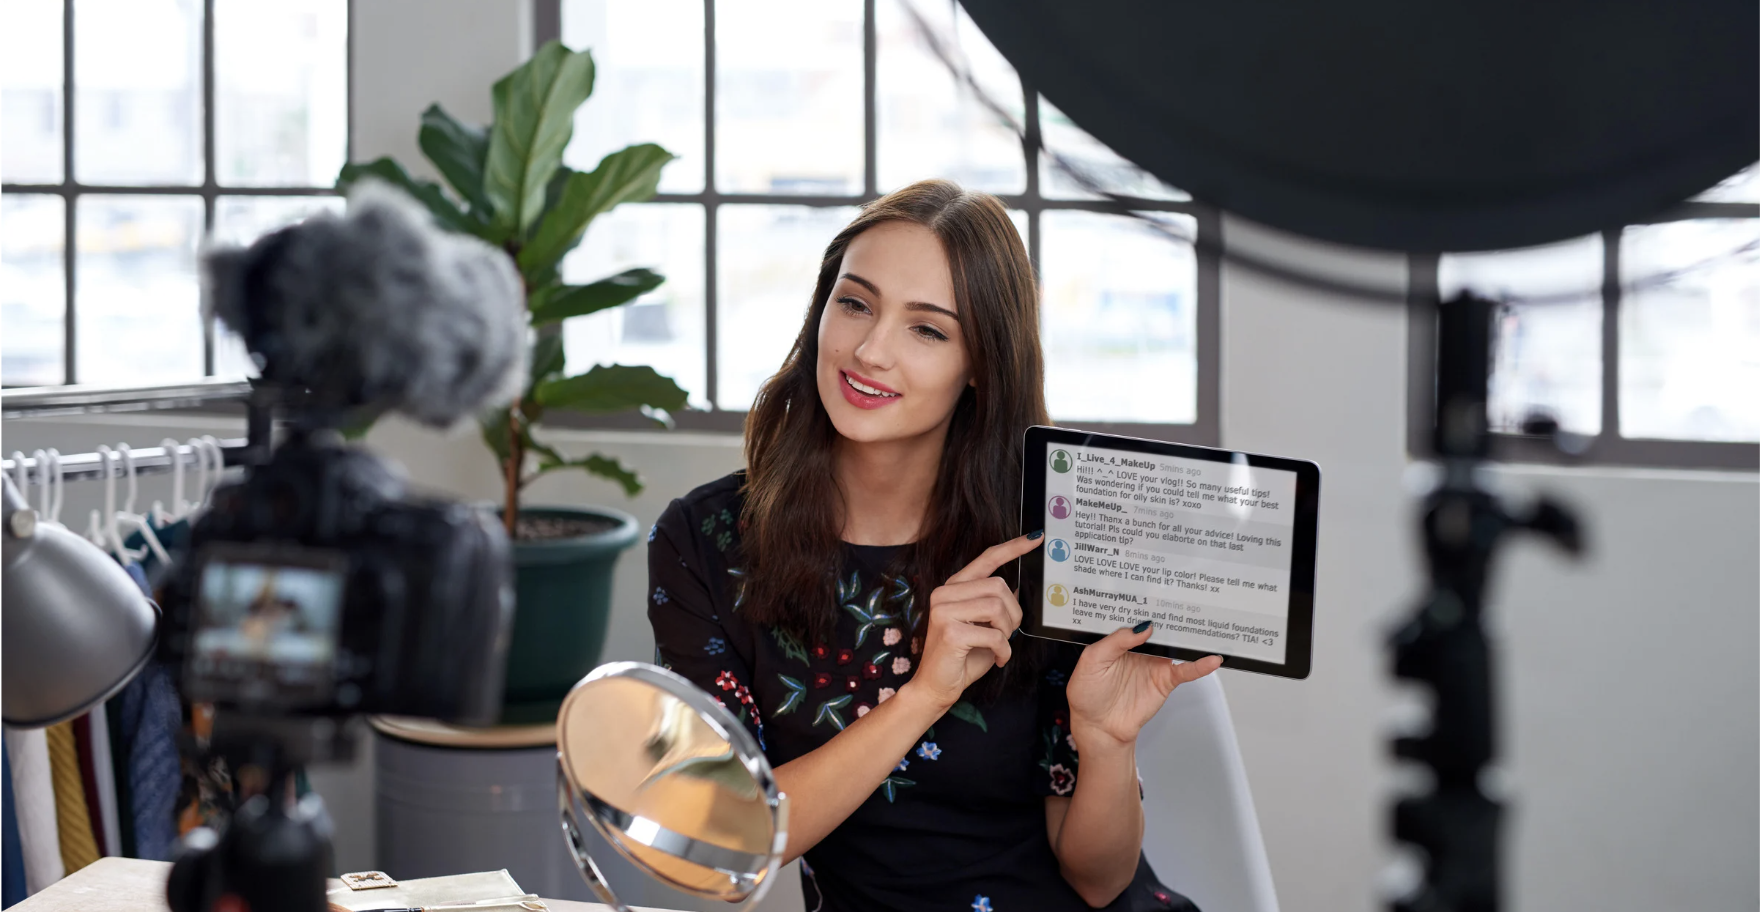 I_Live_4_MakeUp 5mins ago
Hi!!! ^_^ LOVE your vlog!! So many useful tips!
Was wondering if you could tell me what your best
foundation for oily skin is? xoxo
MakeMeUp_ 7mins ago
Hey!! Thanx a bunch for all your advice! Loving this
tutorial! Pls could you elaborte on that last
application tip?
JillWarr_N 8mins ago
LOVE LOVE LOVE your lip color! Please tell me what
shade where I can find it? Thanks! xx
AshMurrayMUA_1 10mins ago
I have very dry skin and find most liquid foundations
leave my skin dry recommendations? TIA! <3
xx